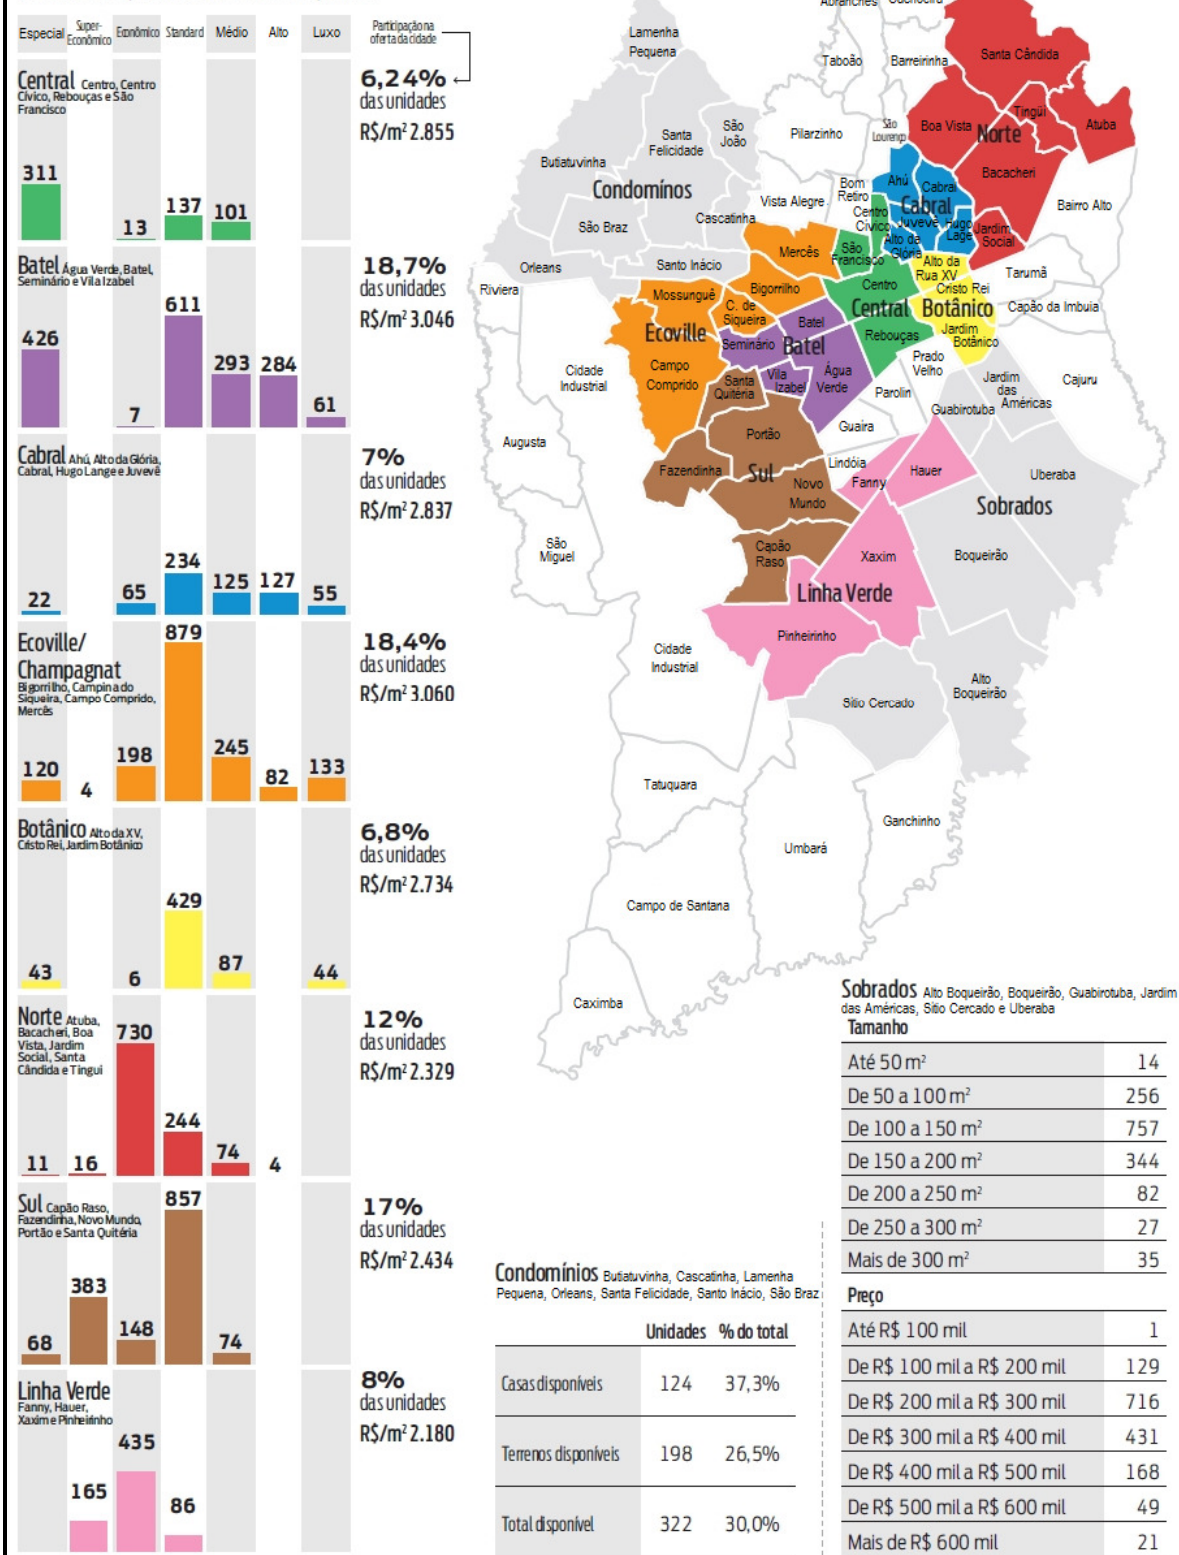 Especial Super-Econômico Econômico Standard Médio Alto Luxo
Participação na
oferta da cidade
Central Centro, Centro
Cívico, Rebouças e São
Francisco
311
13
137
101
6,24%
das unidades
R$/m² 2.855
Batel Água Verde, Batel,
Seminário e Vila Izabel
426
7
611
293
284
61
18,7%
das unidades
R$/m² 3.046
Cabral Ahú, Alto da Glória,
Cabral, Hugo Lange e Juvevê
22
65
234
125
127
55
7%
das unidades
R$/m² 2.837
Ecoville/
Champagnat
Bigorrilho, Campina do
Siqueira, Campo Comprido,
Mercês
120
4
198
879
245
82
133
18,4%
das unidades
R$/m² 3.060
Botânico Alto da XV,
Cristo Rei, Jardim Botânico
43
6
429
87
44
6,8%
das unidades
R$/m² 2.734
Norte Atuba,
Bacacheri, Boa
Vista, Jardim
Social, Santa
Cândida e Tingui
11
16
730
244
74
4
12%
das unidades
R$/m² 2.329
Sul Capão Raso,
Fazendinha, Novo Mundo,
Portão e Santa Quitéria
68
383
148
857
74
17%
das unidades
R$/m² 2.434
Linha Verde
Fanny, Hauer,
Xaxim e Pinheirinho
165
435
86
8%
das unidades
R$/m² 2.180
Lamenha
Pequena
Taboão
Barreirinha
Santa Cândida
Tingüi
Atuba
Boa Vista
Norte
São
Lourenço
Pilarzinho
Santa
Felicidade
São
João
Butiatuvinha
Condomínos
Bacacheri
Bairro Alto
Ahú
Cabral
Cabral
Bom
Retiro
Vista Alegre
Centro
Cívico
Juvevê
Hugo
Lage
Jardim
Social
São Braz
Cascatinha
Alto da
Glória
Mercês
São
Francisco
Alto da
Rua XV
Orleans
Santo Inácio
Tarumã
Riviera
Mossunguê
Bigorrilho
Centro
Cristo Rei
C. de
Siqueira
Central
Botânico
Capão da Imbuia
Ecoville
Batel
Rebouças
Jardim
Botânico
Seminário
Batel
Campo
Comprido
Cidade
Industrial
Santa
Quitéria
Vila
Izabel
Água
Verde
Prado
Velho
Parolin
Jardim
das
Américas
Cajuru
Guabirotuba
Guaíra
Augusta
Portão
Fazendinha
Sul
Lindóia
Fanny
Hauer
Uberaba
Novo
Mundo
Sobrados
São
Miguel
Capão
Raso
Xaxim
Boqueirão
Linha Verde
Pinheirinho
Cidade
Industrial
Sítio Cercado
Alto
Boqueirão
Tatuquara
Ganchinho
Umbará
Campo de Santana
Caximba
Condomínios Butiatuvinha, Cascatinha, Lamenha
Pequena, Orleans, Santa Felicidade, Santo Inácio, São Braz
Unidades % do total
Casas disponíveis 124 37,3%
Terrenos disponíveis 198 26,5%
Total disponível 322 30,0%
Sobrados Alto Boqueirão, Boqueirão, Guabirotuba, Jardim
das Américas, Sítio Cercado e Uberaba
Tamanho
Até 50 m² 14
De 50 a 100 m² 256
De 100 a 150 m² 757
De 150 a 200 m² 344
De 200 a 250 m² 82
De 250 a 300 m² 27
Mais de 300 m² 35
Preço
Até R$ 100 mil 1
De R$ 100 mil a R$ 200 mil 129
De R$ 200 mil a R$ 300 mil 716
De R$ 300 mil a R$ 400 mil 431
De R$ 400 mil a R$ 500 mil 168
De R$ 500 mil a R$ 600 mil 49
Mais de R$ 600 mil 21